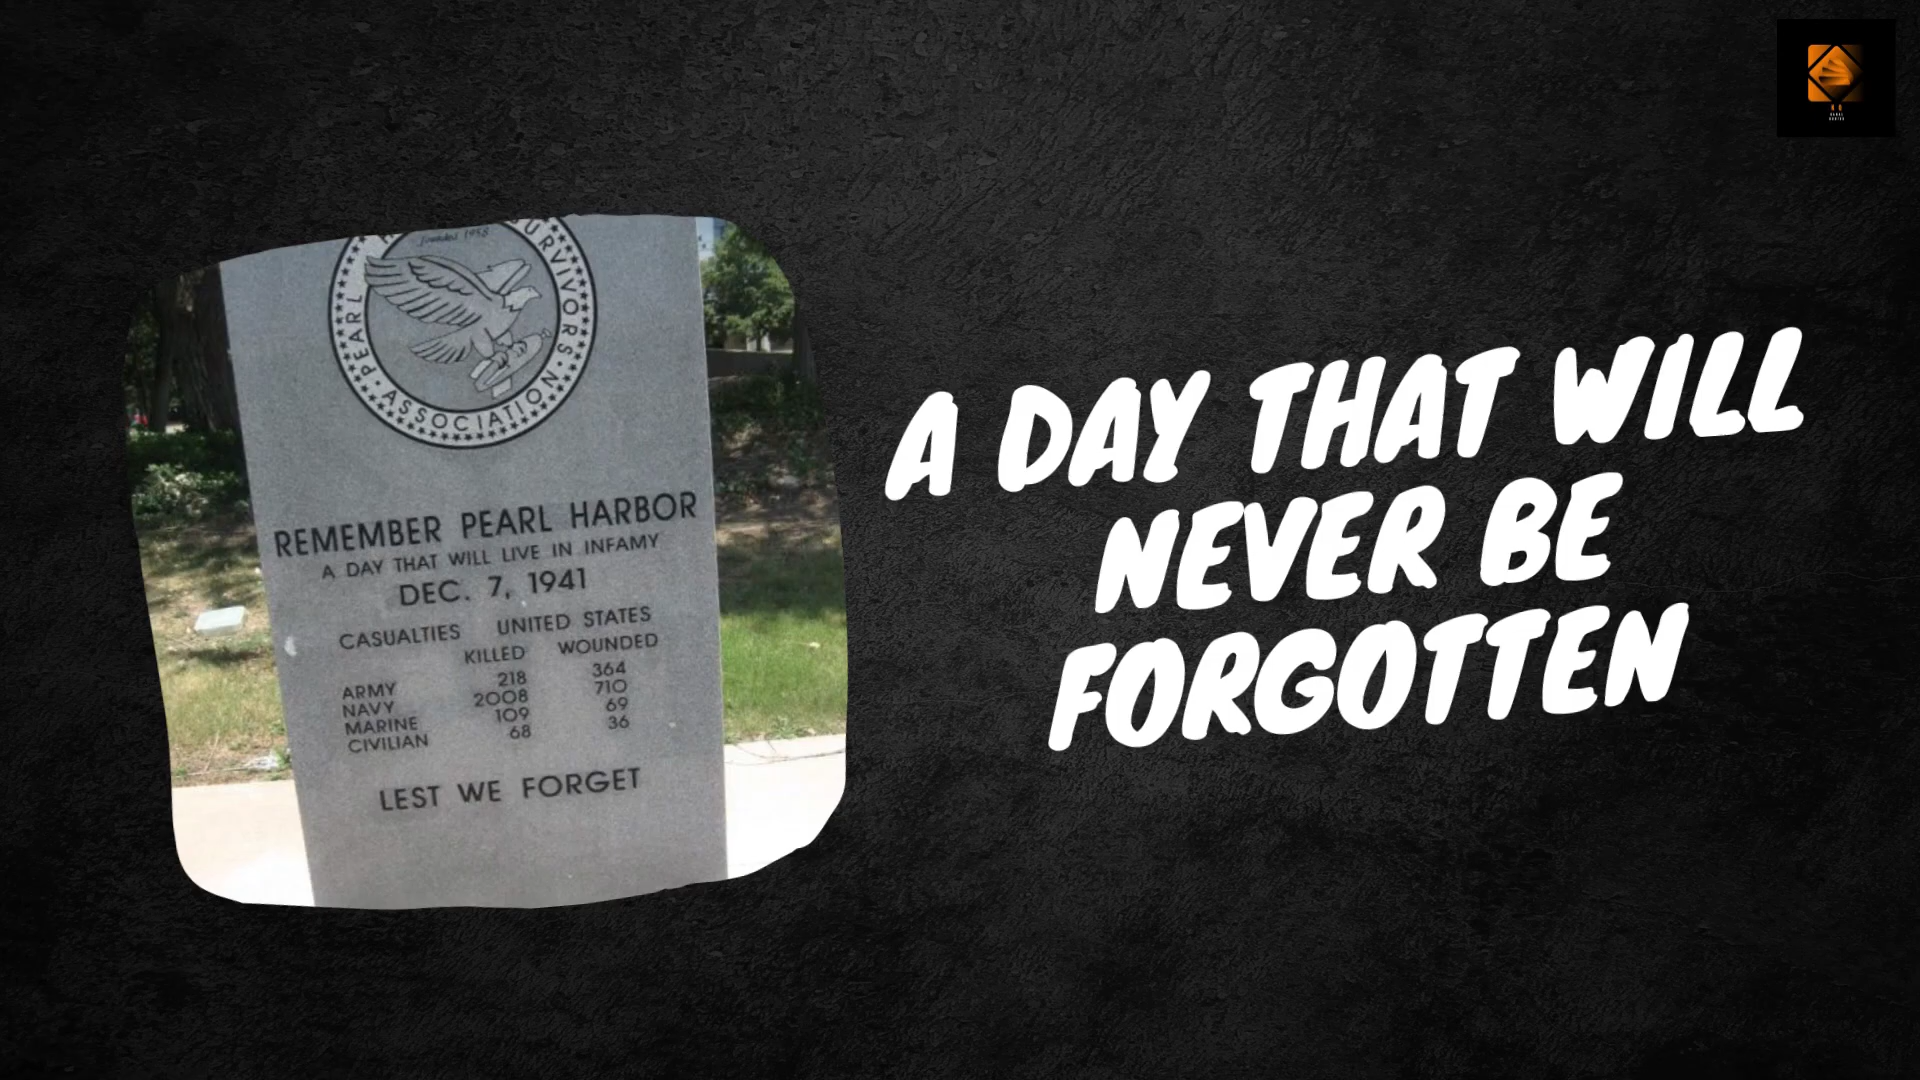 founded 1958
PEARL
SURVIVORS
ASSOCIATION
REMEMBER PEARL HARBOR
A DAY THAT WILL LIVE IN INFAMY
DEC. 7, 1941
CASUALTIES UNITED STATES
KILLED WOUNDED
ARMY 218 364
NAVY 2008 710
MARINE 109 69
CIVILIAN 68 36
LEST WE FORGET
A DAY THAT WILL
NEVER BE
FORGOTTEN